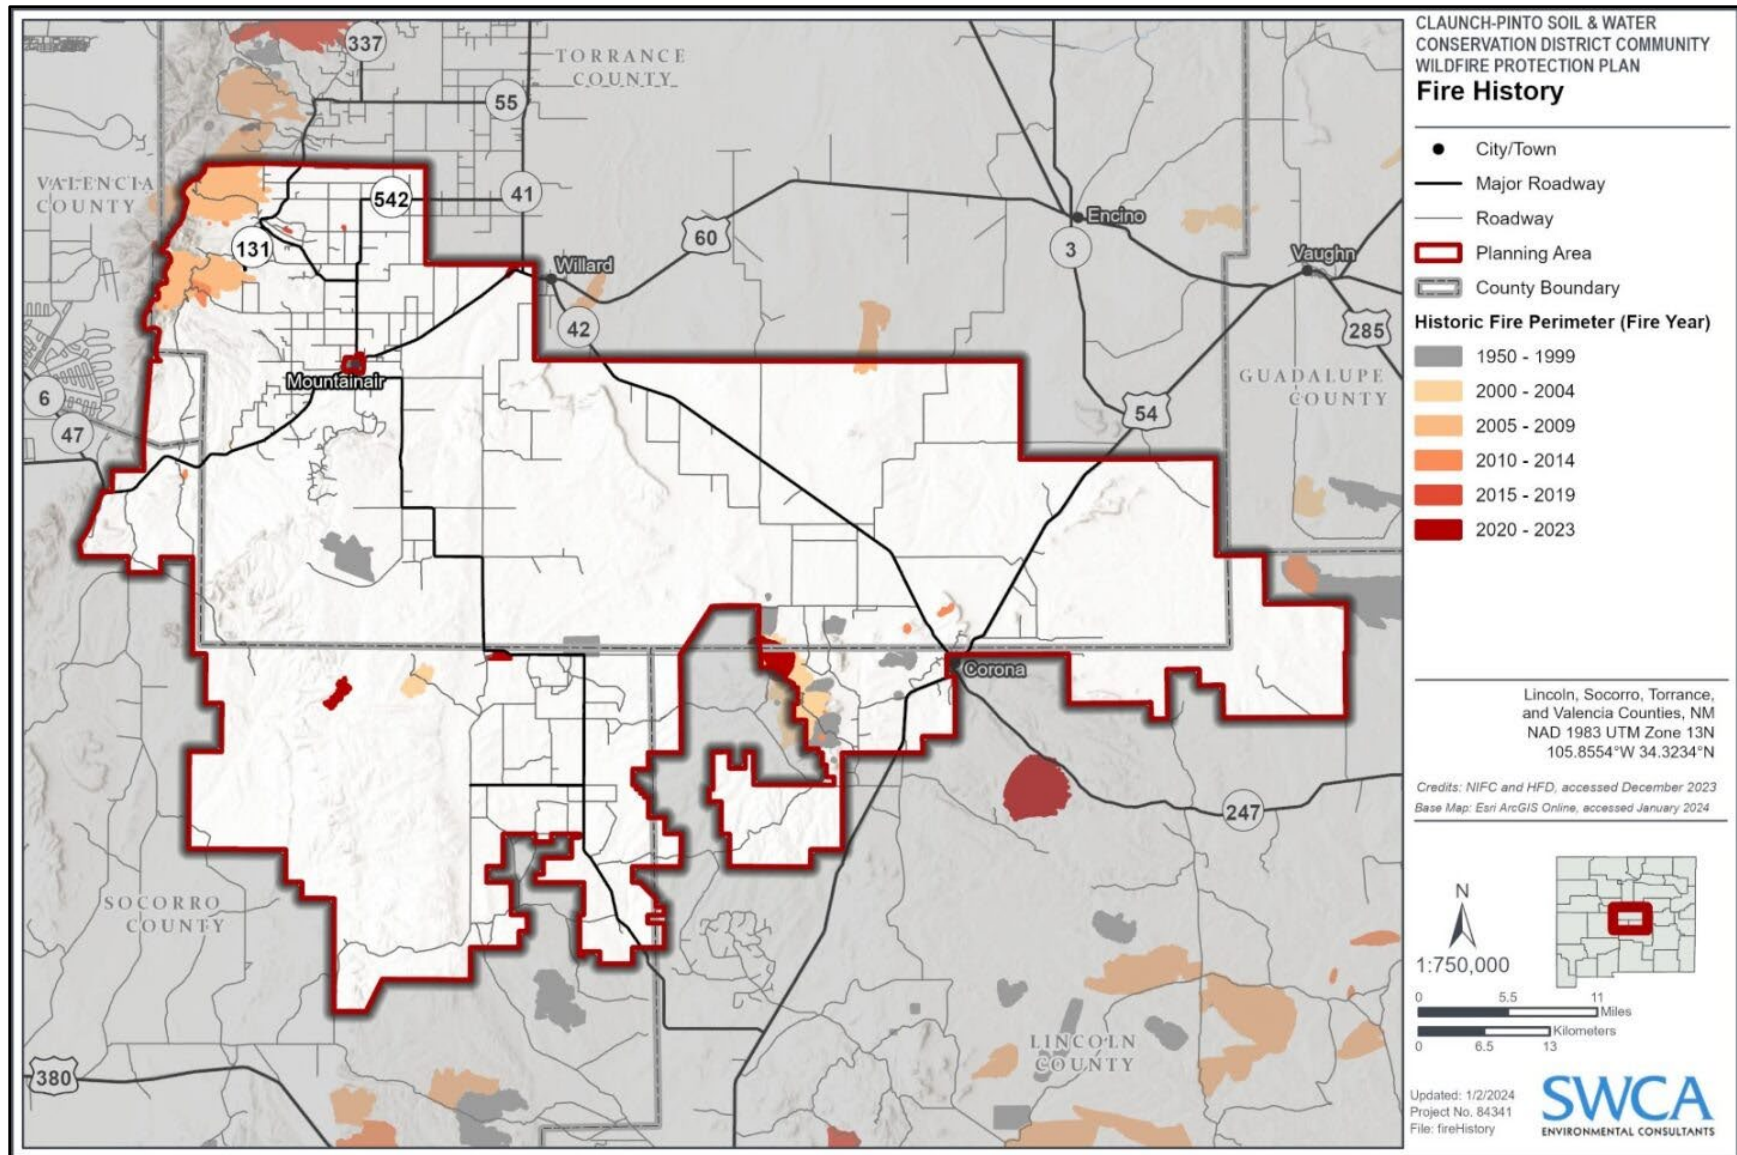 CLAUNCH-PINTO SOIL & WATER
CONSERVATION DISTRICT COMMUNITY
WILDFIRE PROTECTION PLAN
Fire History
City/Town
Major Roadway
Roadway
Planning Area
County Boundary
Historic Fire Perimeter (Fire Year)
1950 - 1999
2000 - 2004
2005 - 2009
2010 - 2014
2015 - 2019
2020 - 2023
Lincoln, Socorro, Torrance,
and Valencia Counties, NM
NAD 1983 UTM Zone 13N
105.8554°W 34.3234°N
Credits: NIFC and HFD, accessed December 2023
Base Map: Esri ArcGIS Online, accessed January 2024
N
1:750,000
0 5.5 11
Miles
Kilometers
0 6.5 13
Updated: 1/2/2024
Project No. 84341
File: fireHistory
SWCA
ENVIRONMENTAL CONSULTANTS
337
TORRANCE
COUNTY
55
VALENCIA
COUNTY
542
41
131
60
Encino
3
Willard
Vaughn
42
285
Mountainair
6
GUADALUPE
COUNTY
54
47
Corona
247
SOCORRO
COUNTY
LINCOLN
COUNTY
380